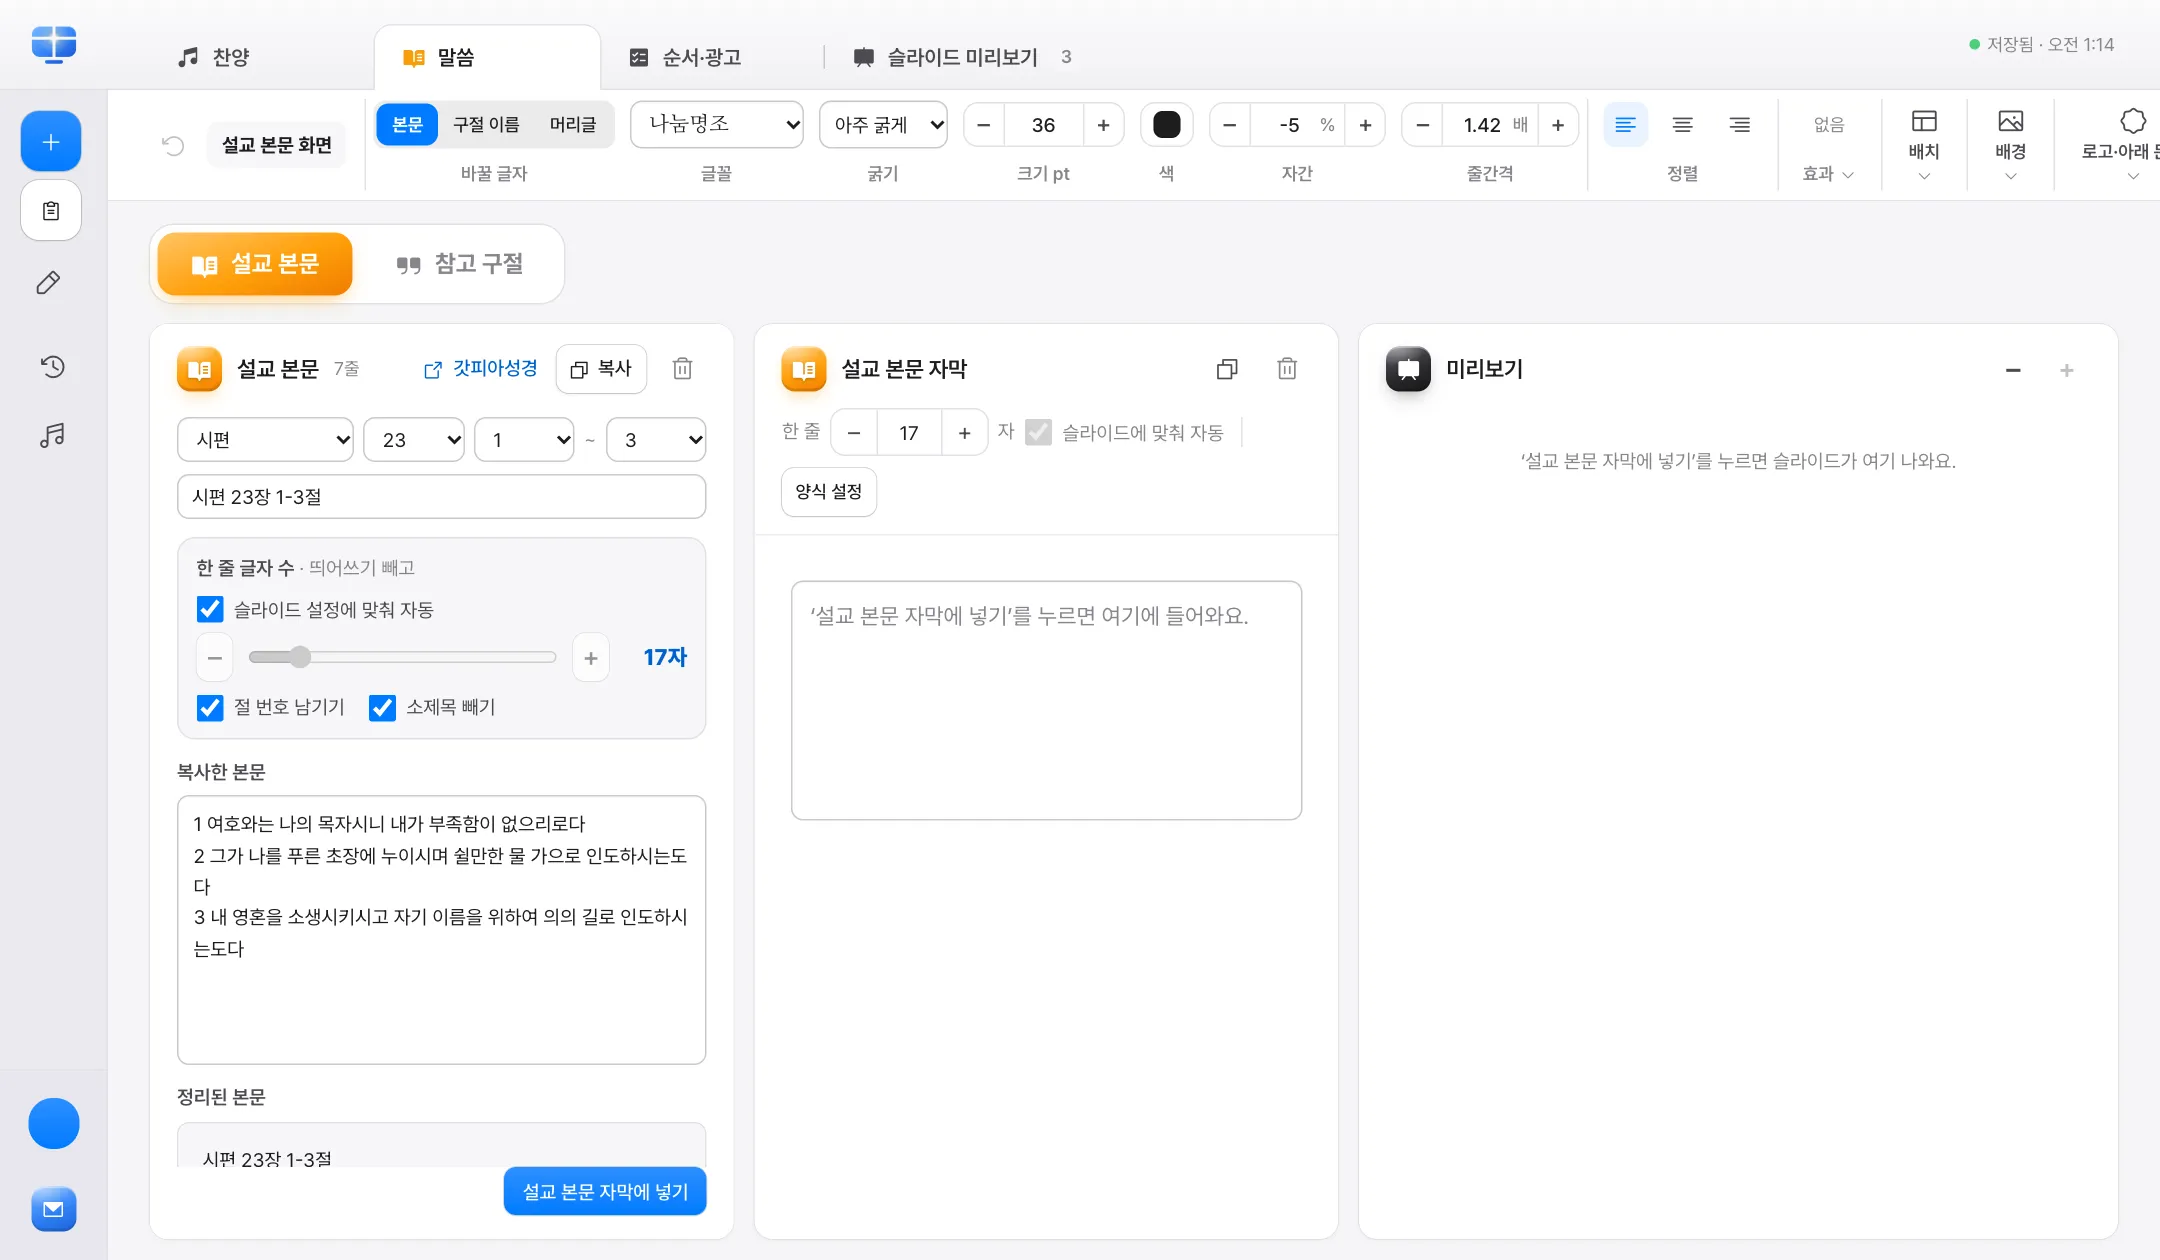 찬양
말씀
순서·광고
슬라이드 미리보기 3
저장됨 · 오전 1:14
설교 본문 화면
본문 구절 이름 머리글
바꿀 글자
나눔명조
글꼴
아주 굵게
굵기
− 36 +
크기 pt
색
− -5 % +
자간
− 1.42 배 +
줄간격
정렬
없음
효과
배치
배경
로고·아래
설교 본문
참고 구절
설교 본문 7줄 갓피아성경 복사
시편 23 1 ~ 3
시편 23장 1-3절
한 줄 글자 수 · 띄어쓰기 빼고
슬라이드 설정에 맞춰 자동
− + 17자
절 번호 남기기 소제목 빼기
복사한 본문
1 여호와는 나의 목자시니 내가 부족함이 없으리로다
2 그가 나를 푸른 초장에 누이시며 쉴만한 물 가으로 인도하시는도
다
3 내 영혼을 소생시키시고 자기 이름을 위하여 의의 길로 인도하시
는도다
정리된 본문
시편 23장 1-3절
설교 본문 자막에 넣기
설교 본문 자막
한 줄 − 17 + 자 슬라이드에 맞춰 자동
양식 설정
‘설교 본문 자막에 넣기’를 누르면 여기에 들어와요.
미리보기
− +
‘설교 본문 자막에 넣기’를 누르면 슬라이드가 여기 나와요.